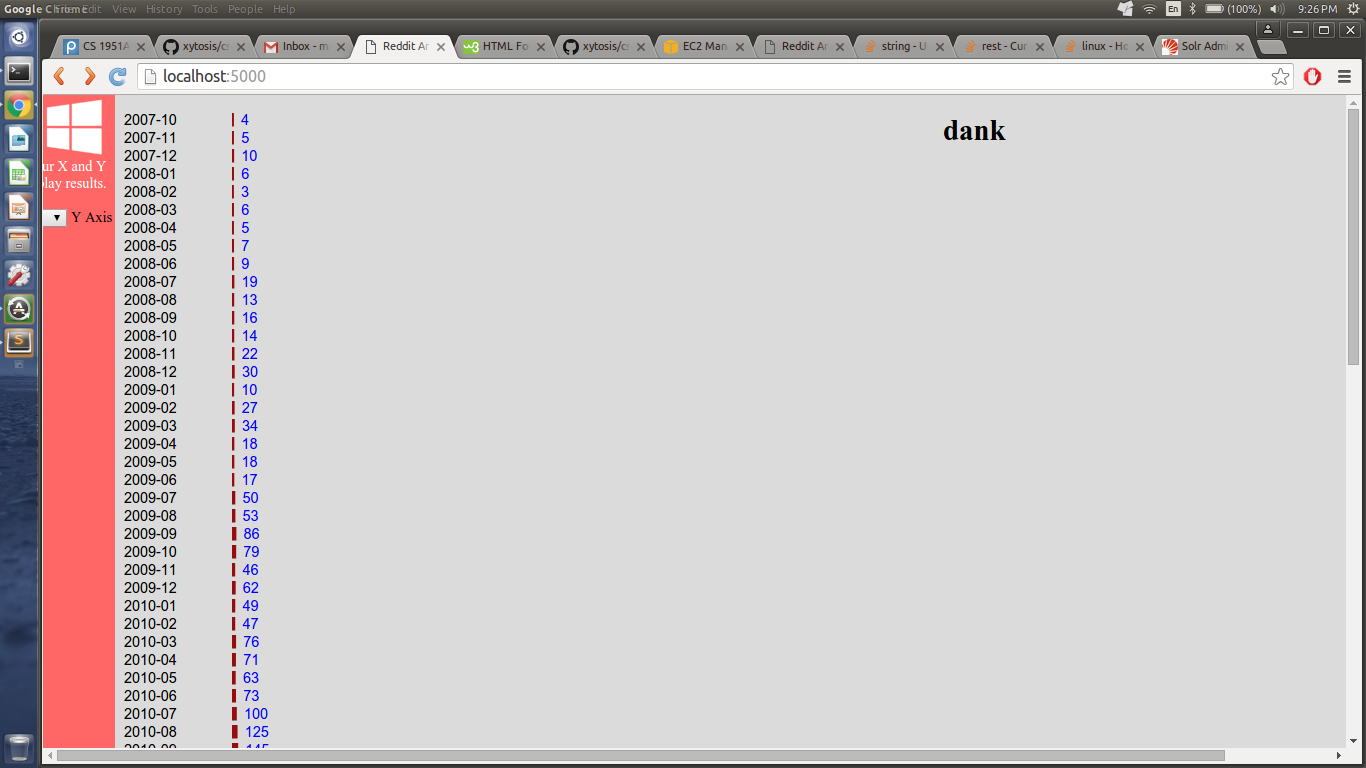 Google Chrome File Edit View History Tools People Help
En (100%) 9:26 PM
CS 1951A
xytosis/cs
Inbox - m
Reddit An
HTML Fo
xytosis/cs
EC2 Man
Reddit An
string - U
rest - Cur
linux - Ho
Solr Admi
localhost:5000
ur X and Y
play results.
Y Axis
dank
2007-10 4
2007-11 5
2007-12 10
2008-01 6
2008-02 3
2008-03 6
2008-04 5
2008-05 7
2008-06 9
2008-07 19
2008-08 13
2008-09 16
2008-10 14
2008-11 22
2008-12 30
2009-01 10
2009-02 27
2009-03 34
2009-04 18
2009-05 18
2009-06 17
2009-07 50
2009-08 53
2009-09 86
2009-10 79
2009-11 46
2009-12 62
2010-01 49
2010-02 47
2010-03 76
2010-04 71
2010-05 63
2010-06 73
2010-07 100
2010-08 125
2010-09 145